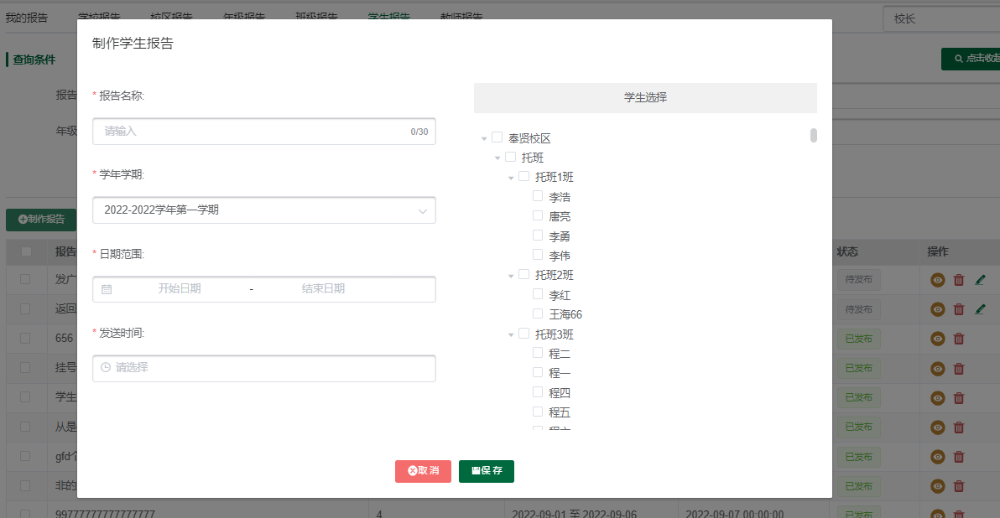 我的报告 学校报告 校区报告 年级报告 班级报告 学生报告 教师报告 校长
制作学生报告
查询条件 点击收起
报告
* 报告名称:
学生选择
请输入 0/30
年级
奉贤校区
托班
* 学年学期:
托班1班
李浩
2022-2022学年第一学期
唐亮
制作报告
李勇
* 日期范围:
李伟
报告 状态 操作
托班2班
发广 待发布
开始日期 - 结束日期
李红
返回 待发布
王海66
* 发送时间:
托班3班
656 已发布
程二
请选择
挂号 已发布
程一
程四
学生 已发布
程五
从是 已发布
gfd个 已发布
取消 保存
非的 已发布
99777777777777777 4 2022-09-01 至 2022-09-06 2022-09-07 00:00:00 已发布